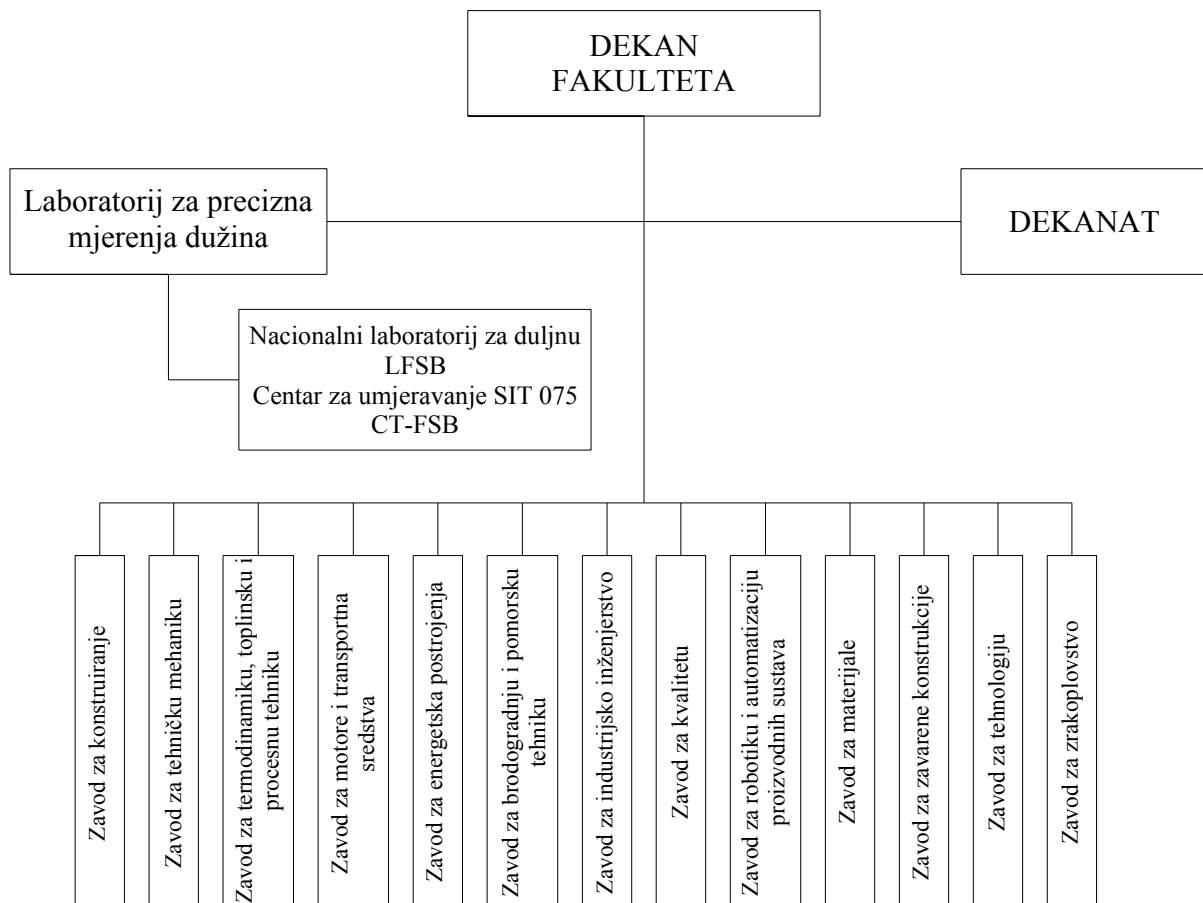 DEKAN
FAKULTETA
Laboratorij za precizna
mjerenja dužina
DEKANAT
Nacionalni laboratorij za duljnu
LFSB
Centar za umjeravanje SIT 075
CT-FSB
Zavod za konstruiranje
Zavod za tehničku mehaniku
Zavod za termodinamiku, toplinsku i
procesnu tehniku
Zavod za motore i transportna
sredstva
Zavod za energetska postrojenja
Zavod za brodogradnju i pomorsku
tehniku
Zavod za industrijsko inženjerstvo
Zavod za kvalitetu
Zavod za robotiku i automatizaciju
proizvodnih sustava
Zavod za materijale
Zavod za zavarene konstrukcije
Zavod za tehnologiju
Zavod za zrakoplovstvo